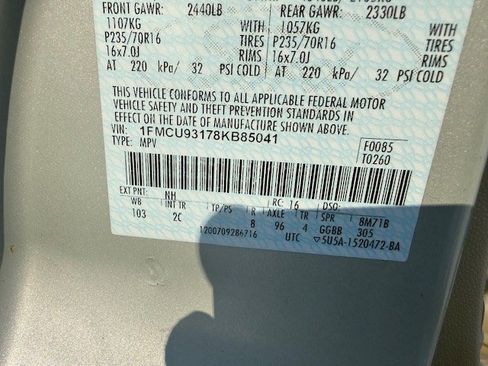 FRONT GAWR: 2440LB REAR GAWR: 2330LB
1107KG 1057KG
P235/70R16 TIRES P235/70R16 TIRES
16x7.0J RIMS 16x7.0J RIMS
AT 220 kPa/ 32 PSI COLD AT 220 kPa/ 32 PSI COLD
THIS VEHICLE CONFORMS TO ALL APPLICABLE FEDERAL MOTOR
VEHICLE SAFETY AND THEFT PREVENTION STANDARDS IN
EFFECT ON THE DATE OF MANUFACTURE SHOWN ABOVE.
VIN: 1FMCU93178KB85041 F0085
TYPE: MPV T0260
EXT PNT: NH RC: 16 DSO:
WB INT TR TP/PS R AXLE TR SPR 8M71B
103 2C B 96 4 GGBB 305
1200709286716 UTC ▽5U5A-1520472-BA